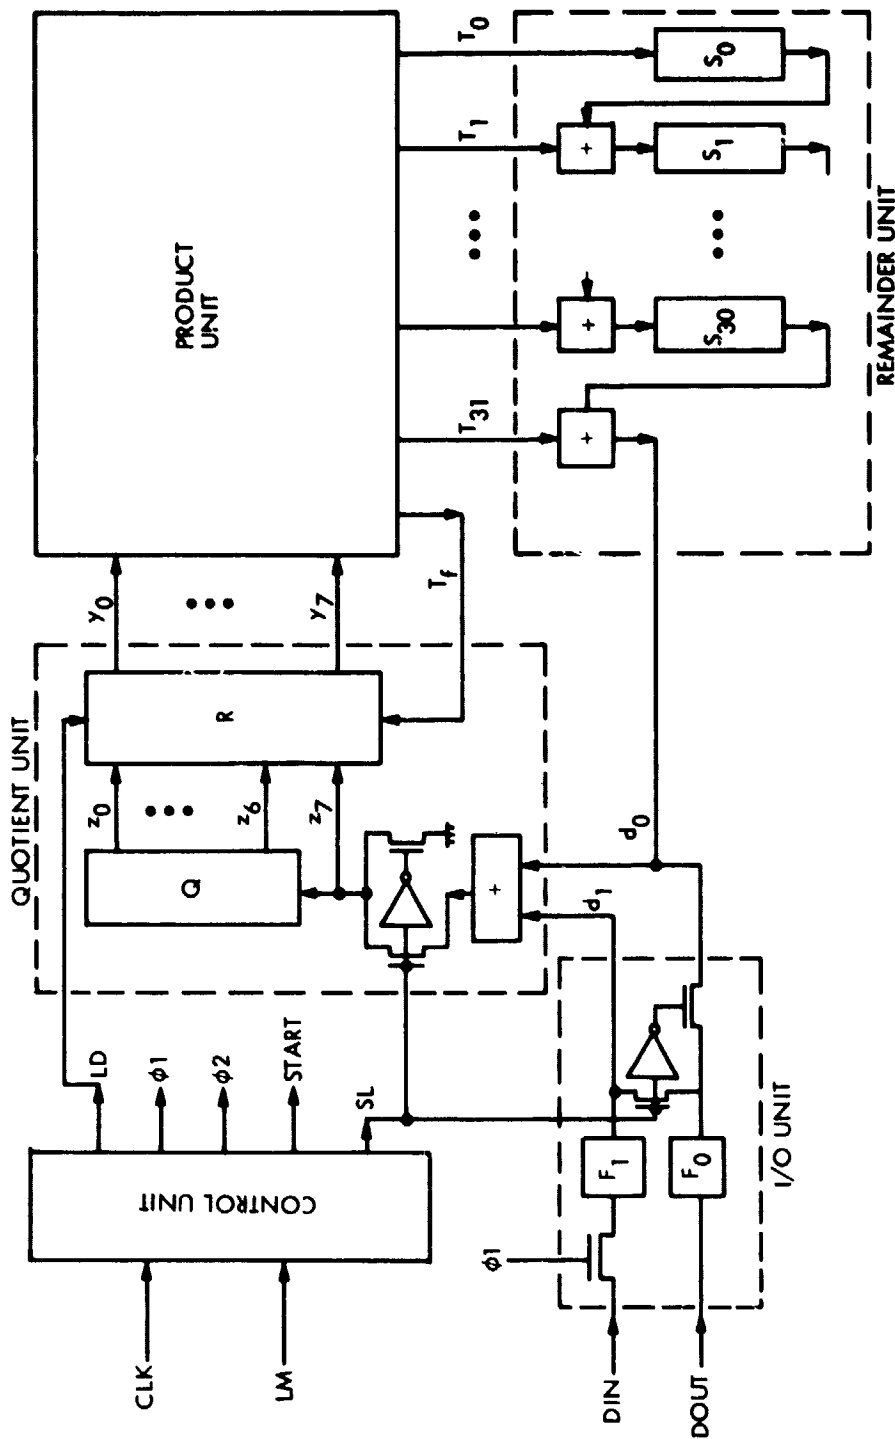 PRODUCT
UNIT
T0
T1
T31
Tf
S0
S1
S30
+
+
+
REMAINDER UNIT
QUOTIENT UNIT
y0
y7
R
z0
z6
z7
Q
+
d0
d1
LD
φ1
φ2
START
SL
CONTROL UNIT
CLK
LM
φ1
F1
F0
I/O UNIT
DIN
DOUT